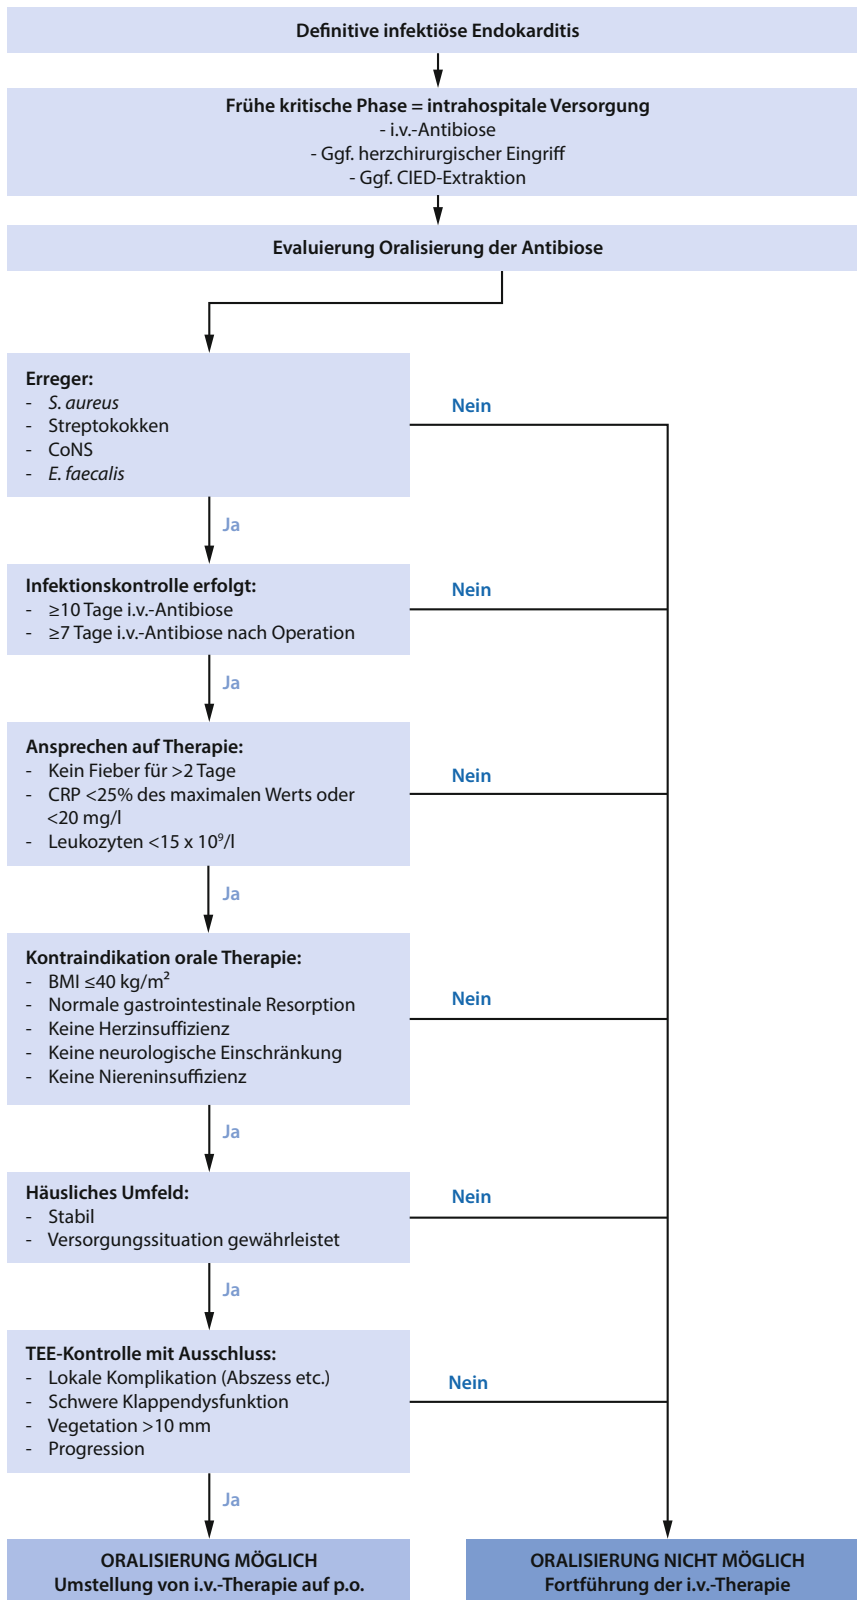 Definitive infektiöse Endokarditis
Frühe kritische Phase = intrahospitale Versorgung
- i.v.-Antibiose
- Ggf. herzchirurgischer Eingriff
- Ggf. CIED-Extraktion
Evaluierung Oralisierung der Antibiose
Erreger:
- S. aureus
- Streptokokken
- CoNS
- E. faecalis
Nein
Ja
Infektionskontrolle erfolgt:
- ≥10 Tage i.v.-Antibiose
- ≥7 Tage i.v.-Antibiose nach Operation
Nein
Ja
Ansprechen auf Therapie:
- Kein Fieber für >2 Tage
- CRP <25% des maximalen Werts oder
<20 mg/l
- Leukozyten <15 x 10⁹/l
Nein
Ja
Kontraindikation orale Therapie:
- BMI ≤40 kg/m²
- Normale gastrointestinale Resorption
- Keine Herzinsuffizienz
- Keine neurologische Einschränkung
- Keine Niereninsuffizienz
Nein
Ja
Häusliches Umfeld:
- Stabil
- Versorgungssituation gewährleistet
Nein
Ja
TEE-Kontrolle mit Ausschluss:
- Lokale Komplikation (Abszess etc.)
- Schwere Klappendysfunktion
- Vegetation >10 mm
- Progression
Nein
Ja
ORALISIERUNG MÖGLICH
Umstellung von i.v.-Therapie auf p.o.
ORALISIERUNG NICHT MÖGLICH
Fortführung der i.v.-Therapie